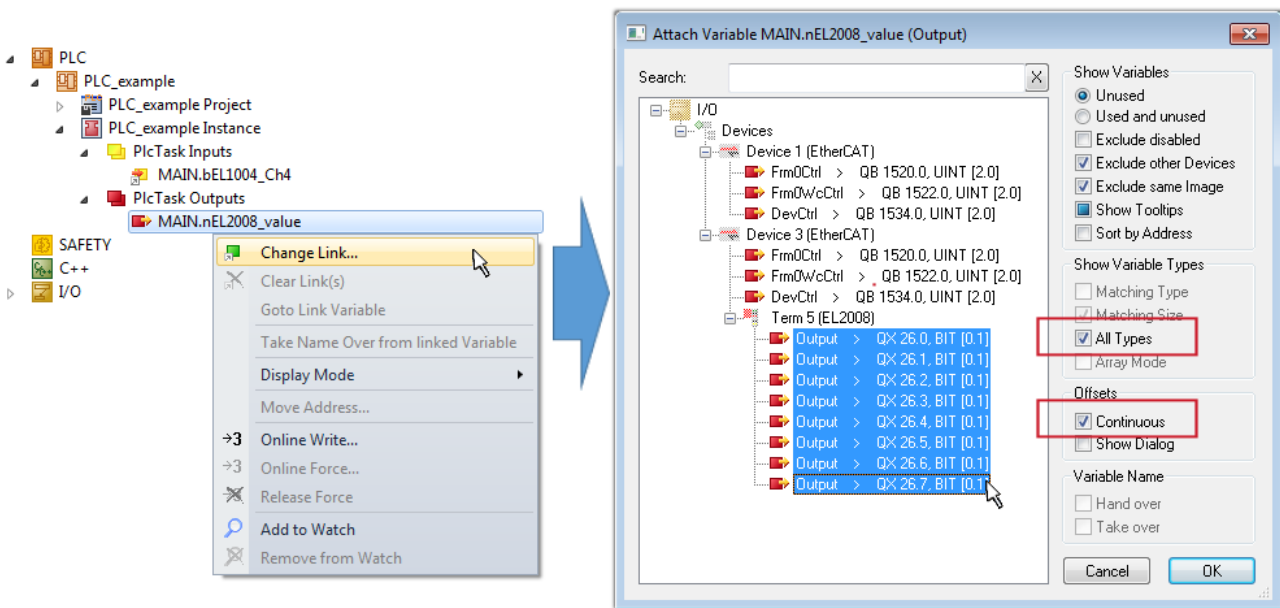 PLC
PLC_example
PLC_example Project
PLC_example Instance
PlcTask Inputs
MAIN.bEL1004_Ch4
PlcTask Outputs
MAIN.nEL2008_value
SAFETY
C++
I/O
Change Link...
Clear Link(s)
Goto Link Variable
Take Name Over from linked Variable
Display Mode
Move Address...
→3 Online Write...
→3 Online Force...
Release Force
Add to Watch
Remove from Watch
Attach Variable MAIN.nEL2008_value (Output)
Search:
I/O
Devices
Device 1 (EtherCAT)
Frm0Ctrl > QB 1520.0, UINT [2.0]
Frm0WcCtrl > QB 1522.0, UINT [2.0]
DevCtrl > QB 1534.0, UINT [2.0]
Device 3 (EtherCAT)
Frm0Ctrl > QB 1520.0, UINT [2.0]
Frm0WcCtrl > QB 1522.0, UINT [2.0]
DevCtrl > QB 1534.0, UINT [2.0]
Term 5 (EL2008)
Output > QX 26.0, BIT [0.1]
Output > QX 26.1, BIT [0.1]
Output > QX 26.2, BIT [0.1]
Output > QX 26.3, BIT [0.1]
Output > QX 26.4, BIT [0.1]
Output > QX 26.5, BIT [0.1]
Output > QX 26.6, BIT [0.1]
Output > QX 26.7, BIT [0.1]
Show Variables
Unused
Used and unused
Exclude disabled
Exclude other Devices
Exclude same Image
Show Tooltips
Sort by Address
Show Variable Types
Matching Type
Matching Size
All Types
Array Mode
Offsets
Continuous
Show Dialog
Variable Name
Hand over
Take over
Cancel
OK